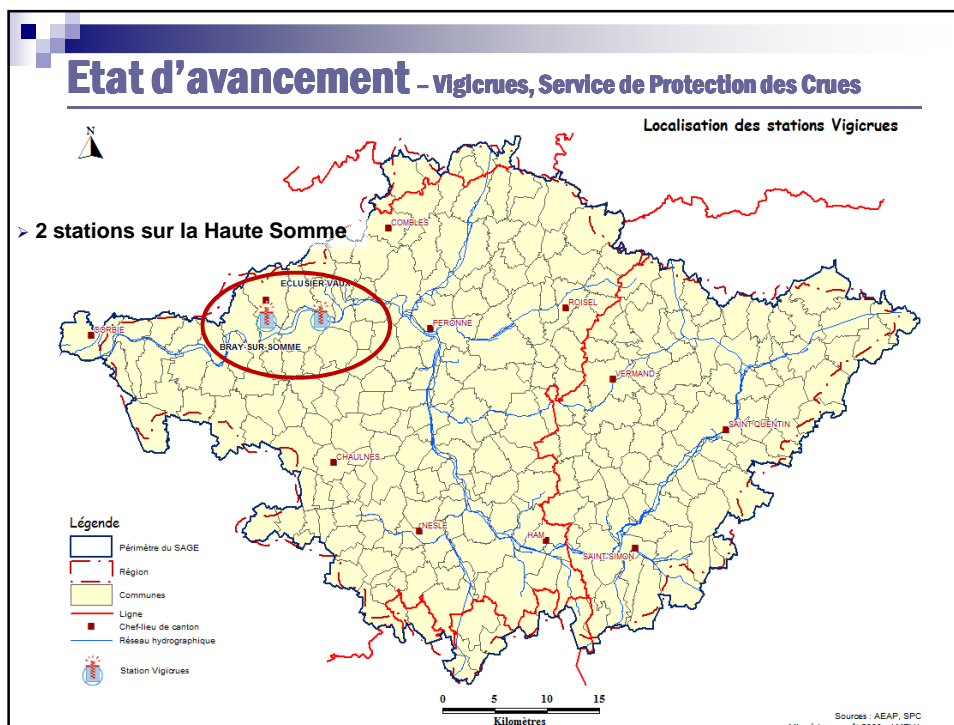 Etat d'avancement – Vigicrues, Service de Protection des Crues
Localisation des stations Vigicrues
N
➢ 2 stations sur la Haute Somme
COMBLES
ECLUSIER-VAUX
ROISEL
PERONNE
CORBIE
BRAY-SUR-SOMME
VERMAND
SAINT-QUENTIN
CHAULNES
NESLE
HAM
SAINT-SIMON
Légende
Périmètre du SAGE
Région
Communes
Ligne
Chef-lieu de canton
Réseau hydrographique
Station Vigicrues
0 5 10 15
Kilomètres
Sources : AEAP, SPC